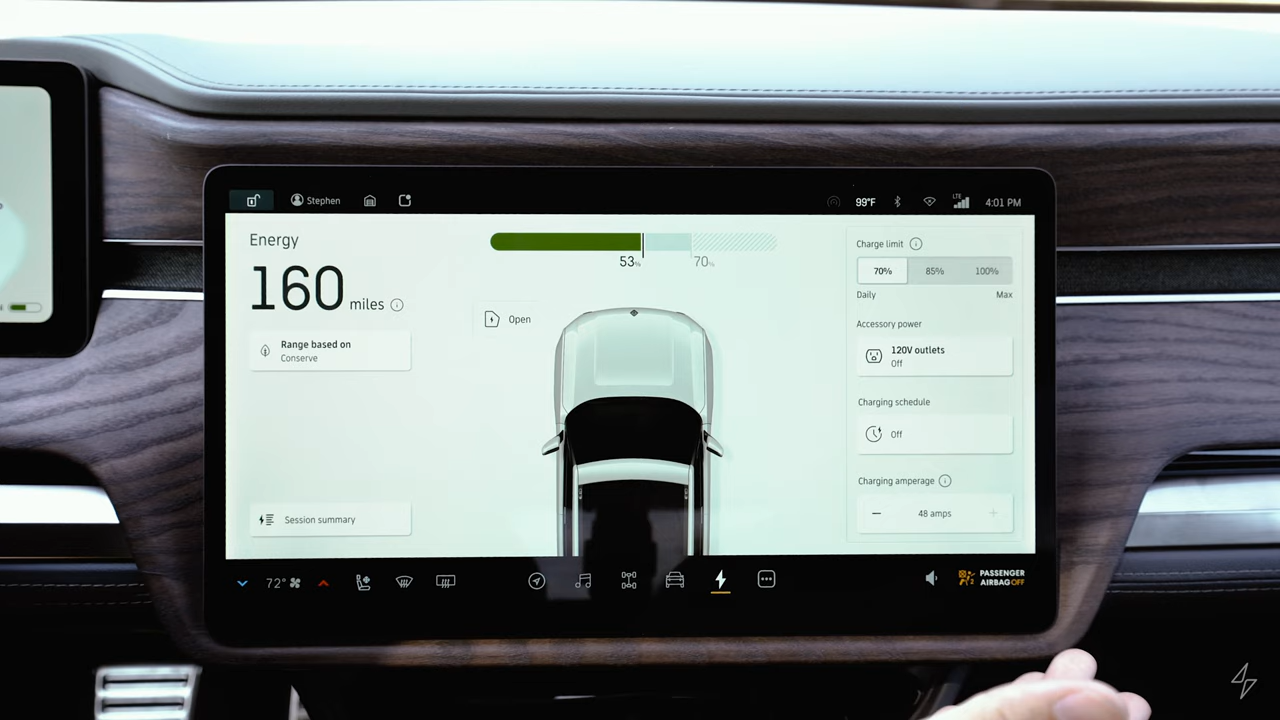 Stephen
99°F
LTE
4:01 PM
Energy
160 miles
Range based on
Conserve
Session summary
53%
70%
Open
Charge limit
70% 85% 100%
Daily Max
Accessory power
120V outlets
Off
Charging schedule
Off
Charging amperage
48 amps
72°
PASSENGER
AIRBAG OFF